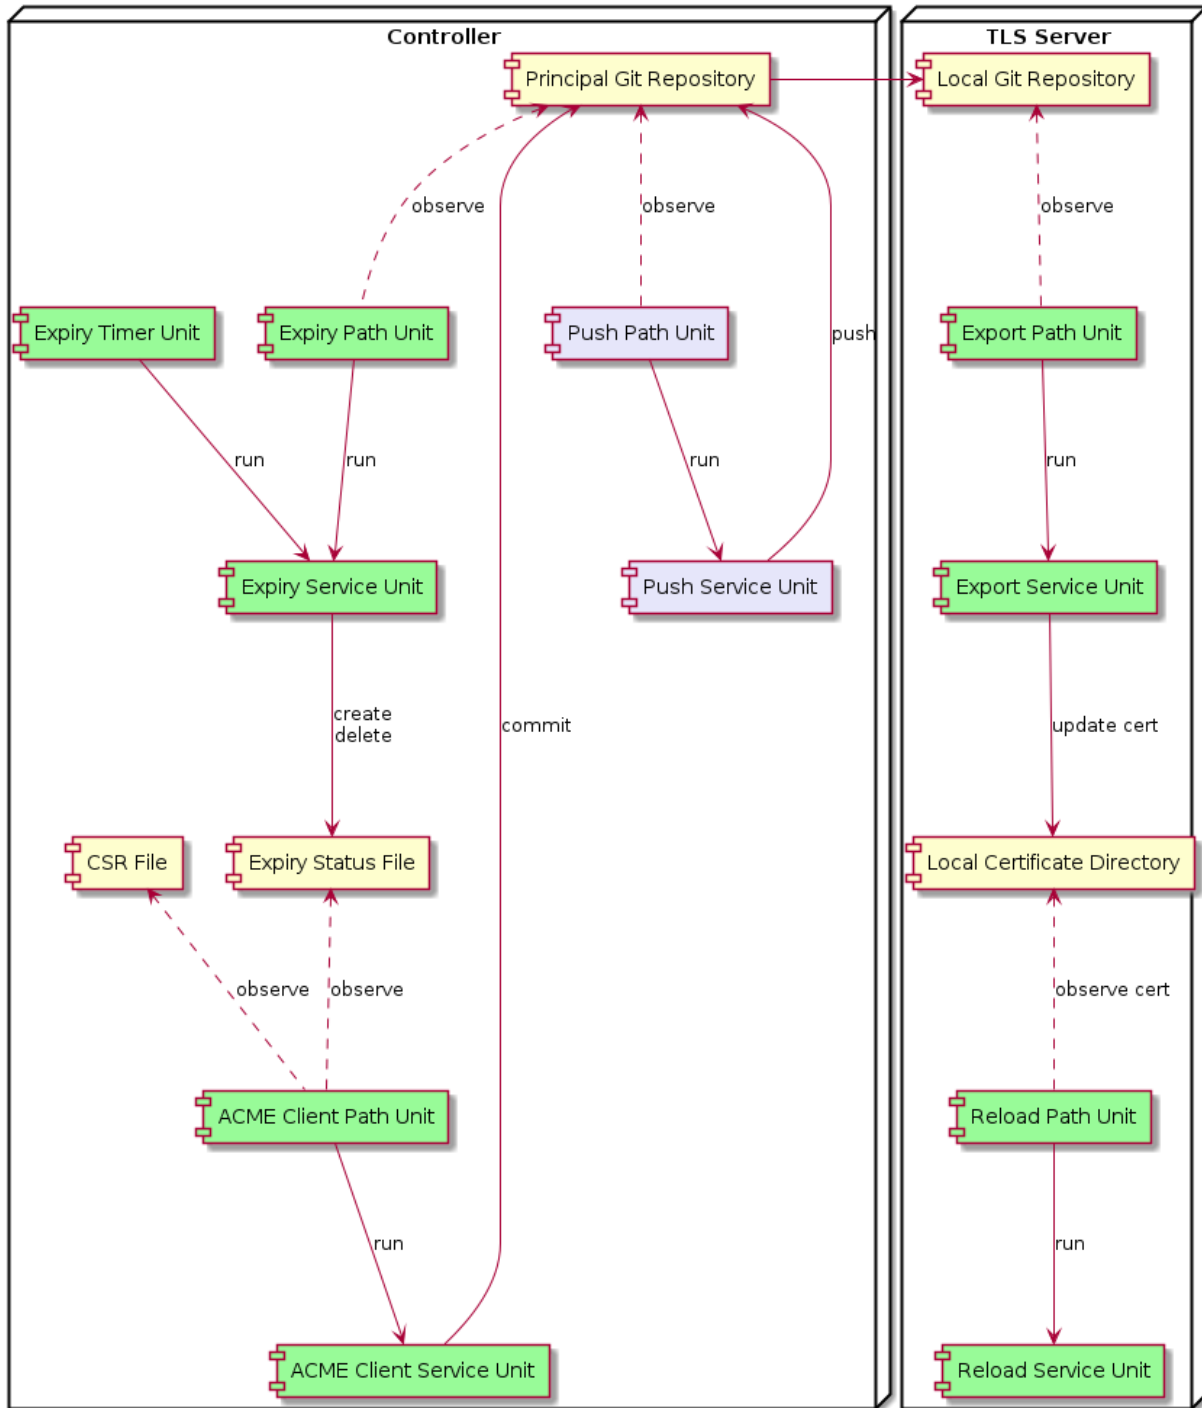 Controller
TLS Server
Principal Git Repository
Local Git Repository
observe
observe
observe
Expiry Timer Unit
Expiry Path Unit
Push Path Unit
push
Export Path Unit
run
run
run
run
Expiry Service Unit
Push Service Unit
Export Service Unit
create
delete
commit
update cert
CSR File
Expiry Status File
Local Certificate Directory
observe
observe
observe cert
ACME Client Path Unit
Reload Path Unit
run
run
ACME Client Service Unit
Reload Service Unit